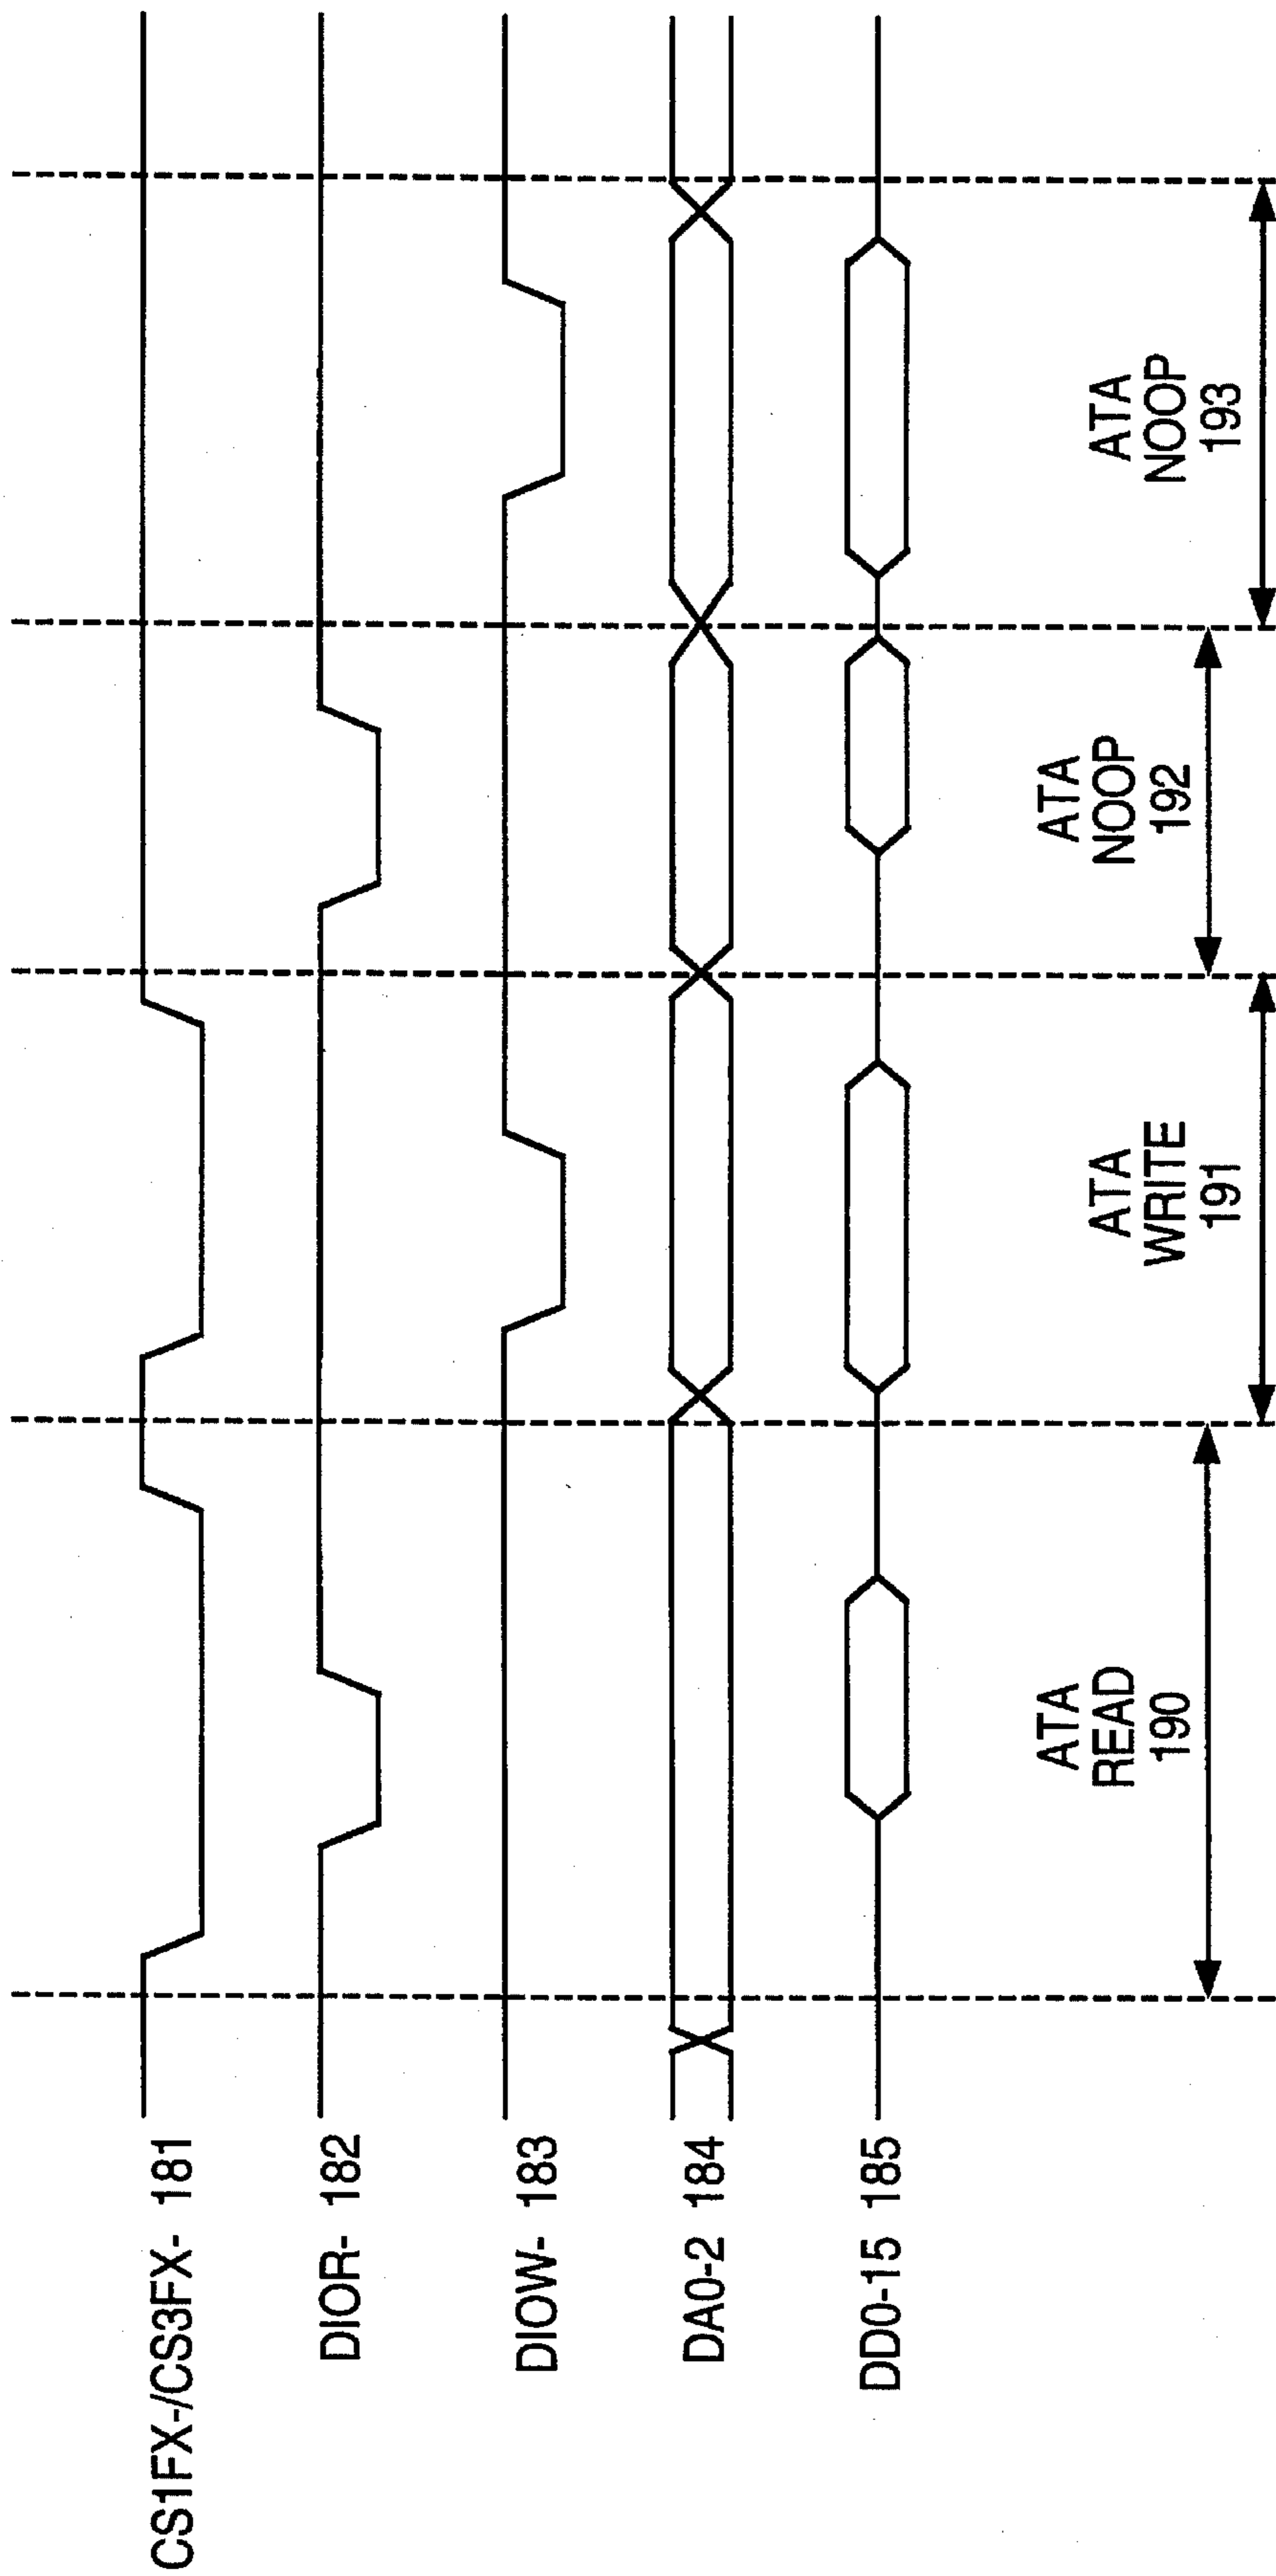 CS1FX-/CS3FX- 181
DIOR- 182
DIOW- 183
DA0-2 184
DD0-15 185
ATA
READ
190
ATA
WRITE
191
ATA
NOOP
192
ATA
NOOP
193